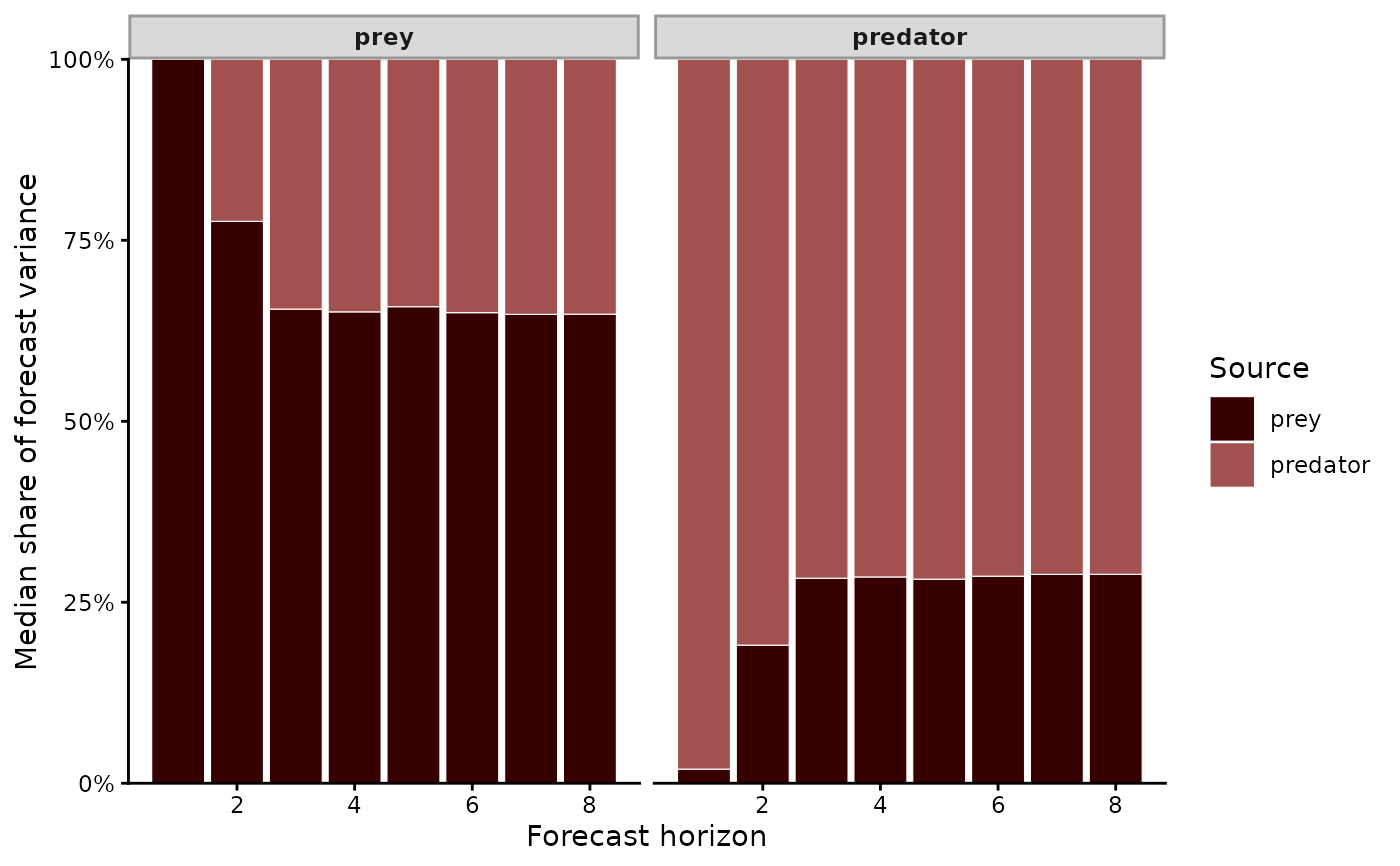 prey
predator
100%
75%
50%
25%
0%
Median share of forecast variance
2
4
6
8
2
4
6
8
Forecast horizon
Source
prey
predator